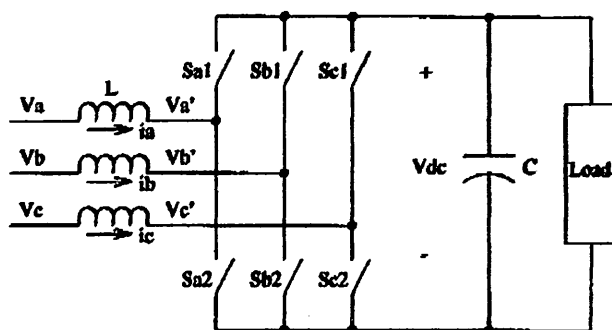 Sa1 Sb1 Sc1 +
L
Va Va'
ia
Vb Vb'
ib
Vdc C Load
Vc Vc'
ic
Sa2 Sb2 Sc2 -